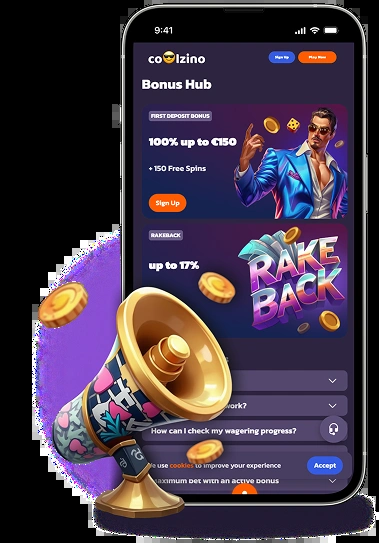 9:41
coolzino
Sign Up
Play Now
Bonus Hub
FIRST DEPOSIT BONUS
100% up to €150
+ 150 Free Spins
Sign Up
RAKEBACK
up to 17%
RAKE
BACK
work?
How can I check my wagering progress?
use cookies to improve your experience
Accept
maximum bet with an active bonus